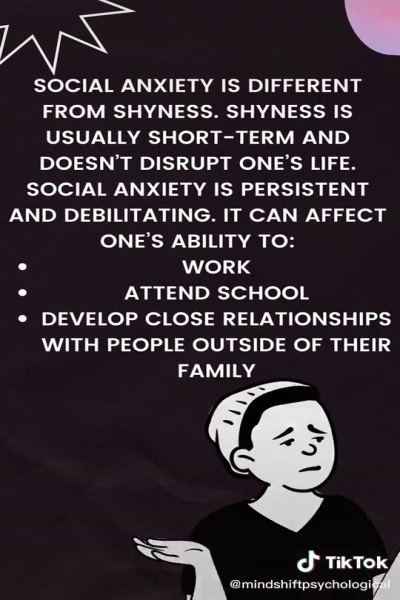 SOCIAL ANXIETY IS DIFFERENT
FROM SHYNESS. SHYNESS IS
USUALLY SHORT-TERM AND
DOESN'T DISRUPT ONE'S LIFE.
SOCIAL ANXIETY IS PERSISTENT
AND DEBILITATING. IT CAN AFFECT
ONE'S ABILITY TO:
• WORK
• ATTEND SCHOOL
• DEVELOP CLOSE RELATIONSHIPS
WITH PEOPLE OUTSIDE OF THEIR
FAMILY
TikTok
@mindshiftpsychological